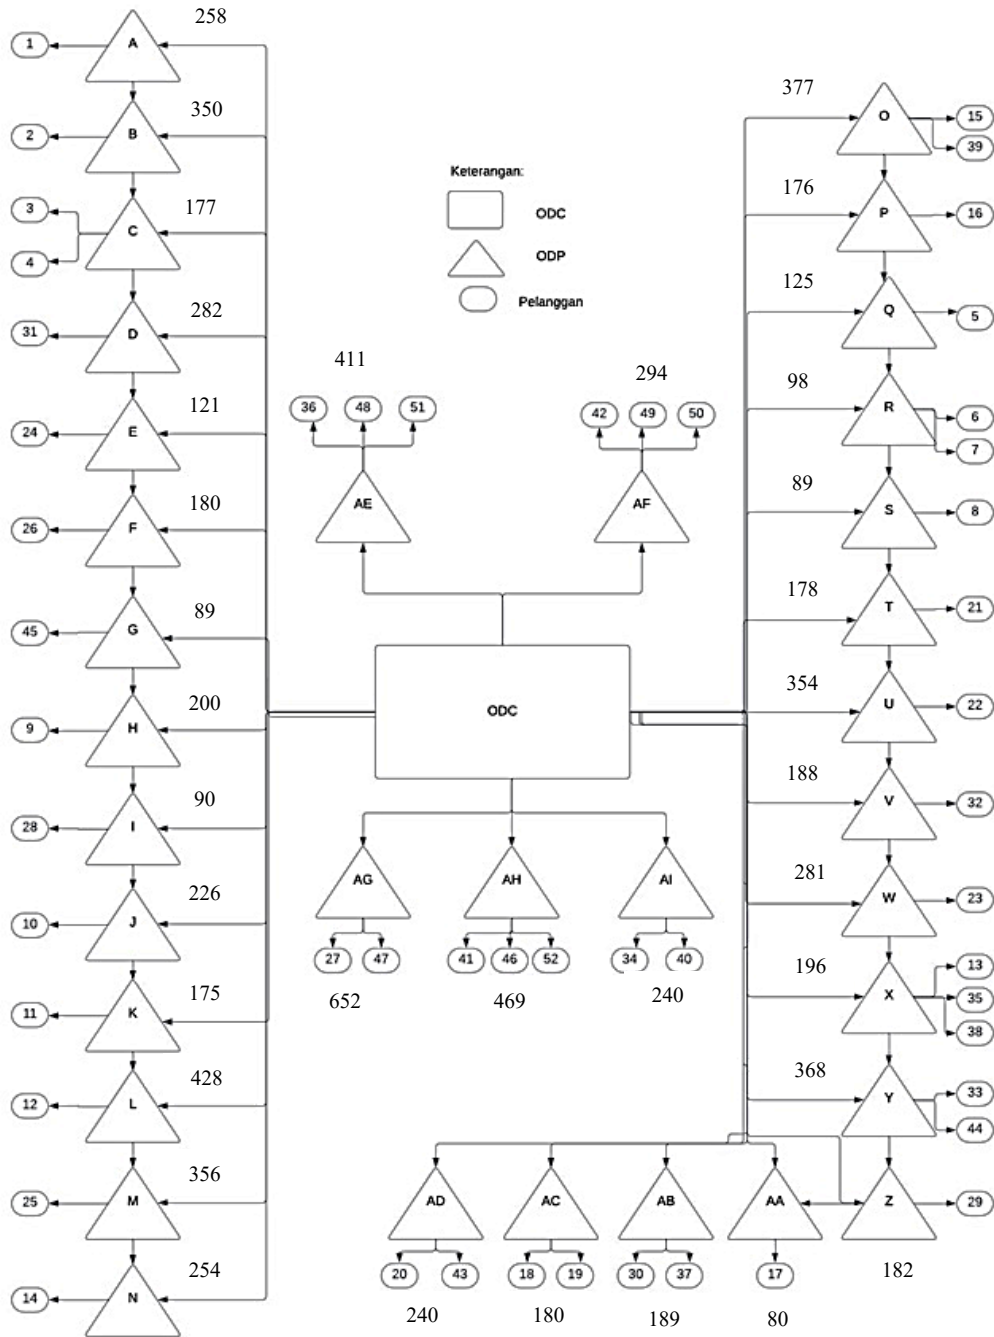 258
1
A
350
2
B
3
177
C
4
282
31
D
121
24
E
180
26
F
89
45
G
200
9
H
90
28
I
226
10
J
175
11
K
428
12
L
356
25
M
254
14
N
Keterangan:
ODC
ODP
Pelanggan
411
36 48 51
AE
294
42 49 50
AF
ODC
AG AH AI
27 47 41 46 52 34 40
652 469 240
377
O
15
39
176
P
16
125
Q
5
98
R
6
7
89
S
8
178
T
21
354
U
22
188
V
32
281
W
23
196
X
13
35
38
368
Y
33
44
AD AC AB AA Z 29
20 43 18 19 30 37 17
182
240 180 189 80